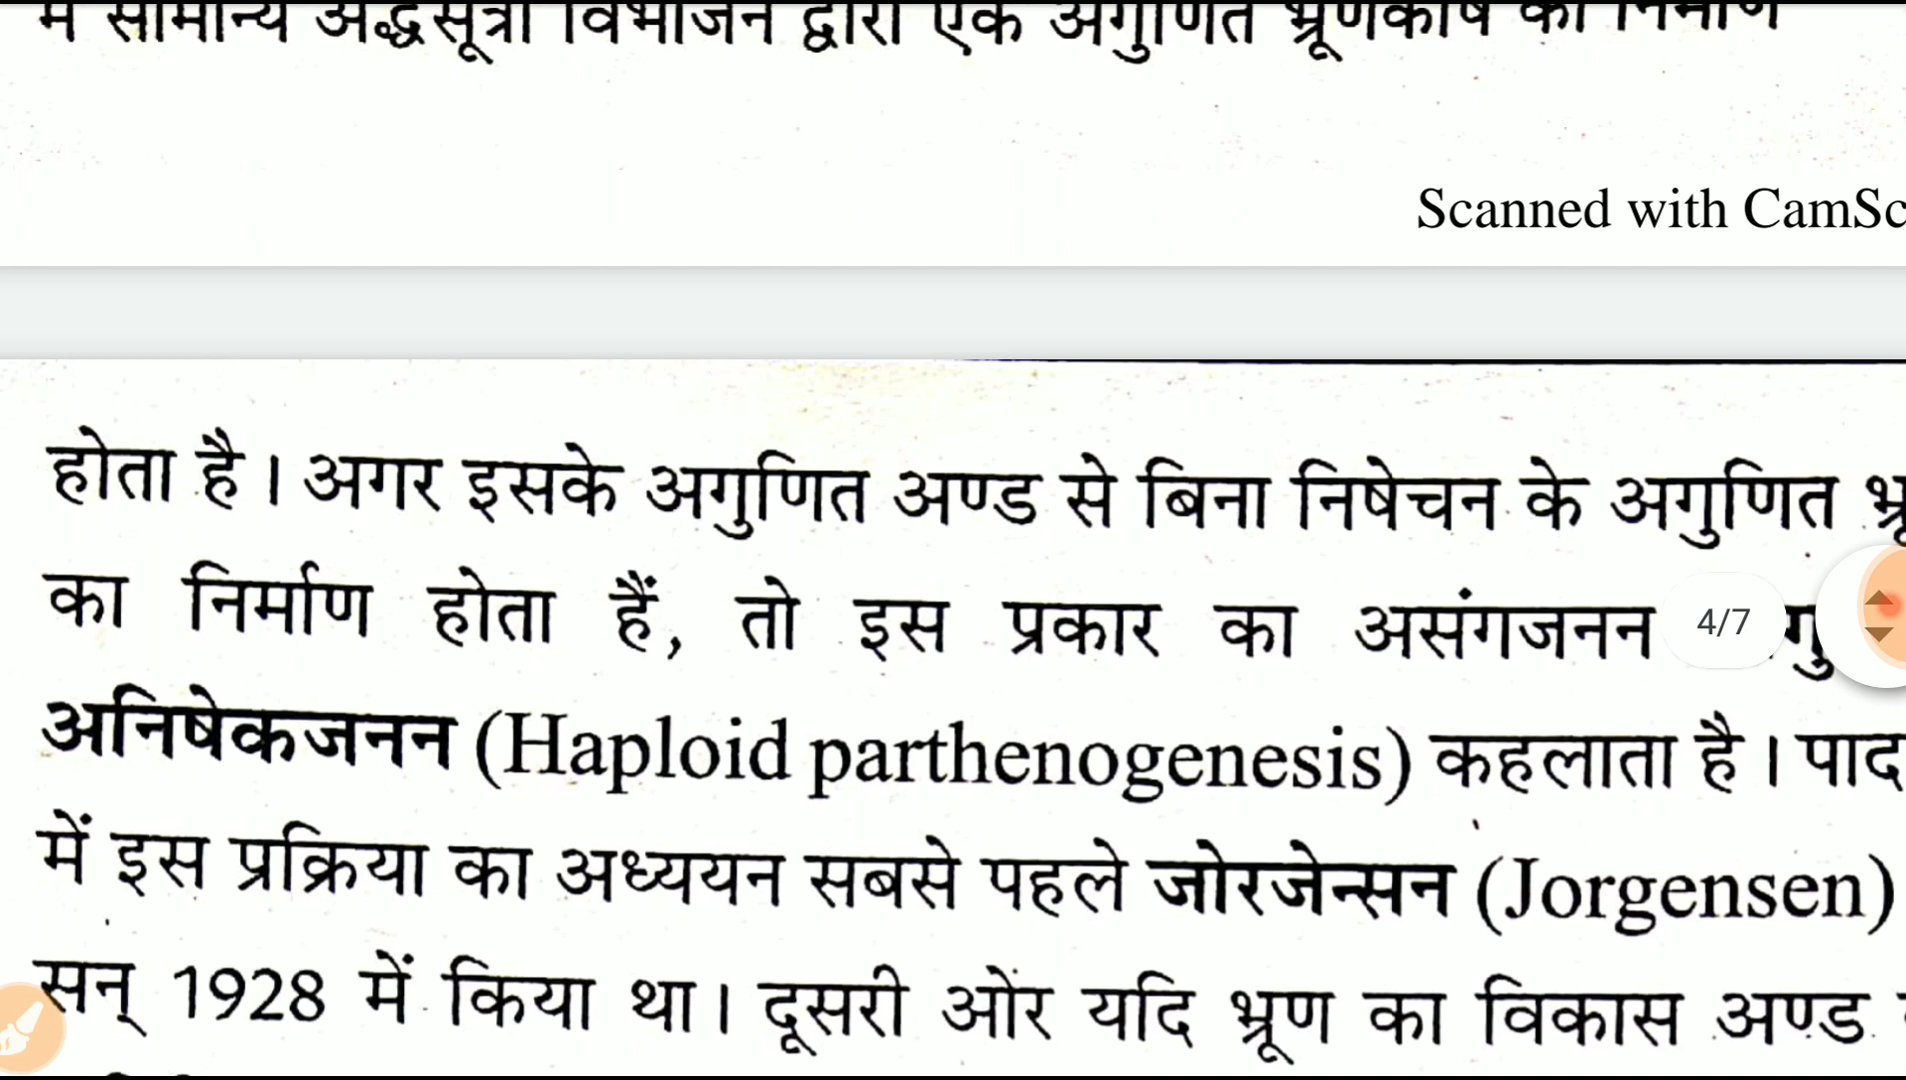 सामान्य अर्द्धसूत्री विभाजन द्वारा एक अगुणित भ्रूणकोष का निर्माण
Scanned with CamSc
होता है। अगर इसके अगुणित अण्ड से बिना निषेचन के अगुणित
का निर्माण होता हैं, तो इस प्रकार का असंगजनन
4/7
अनिषेकजनन (Haploid parthenogenesis) कहलाता है। पाद
में इस प्रक्रिया का अध्ययन सबसे पहले जोरजेन्सन (Jorgensen)
सन् 1928 में किया था। दूसरी ओर यदि भ्रूण का विकास अण्ड